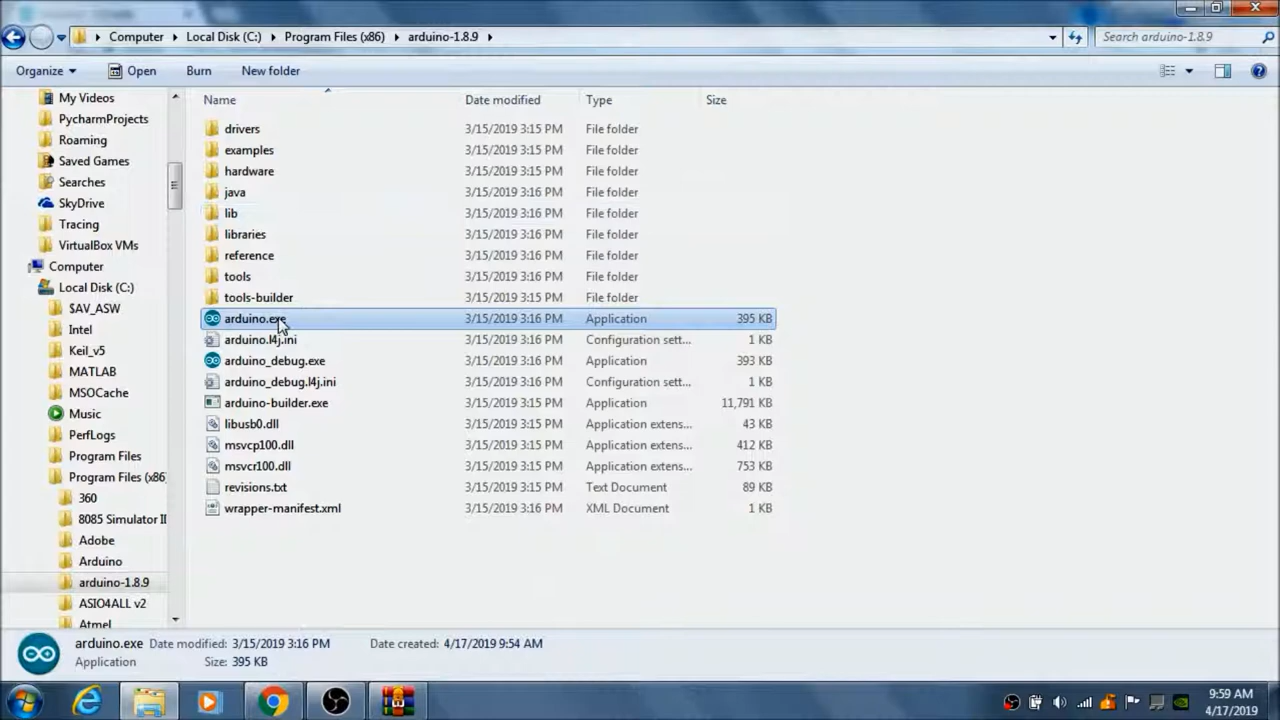 Computer Local Disk (C:) Program Files (x86) arduino-1.8.9 Search arduino-1.8.9
Organize Open Burn New folder
My Videos
PycharmProjects
Roaming
Saved Games
Searches
SkyDrive
Tracing
VirtualBox VMs
Computer
Local Disk (C:)
$AV_ASW
Intel
Keil_v5
MATLAB
MSOCache
Music
PerfLogs
Program Files
Program Files (x86
360
8085 Simulator II
Adobe
Arduino
arduino-1.8.9
ASIO4ALL v2
Atmel
Name Date modified Type Size
drivers 3/15/2019 3:15 PM File folder
examples 3/15/2019 3:15 PM File folder
hardware 3/15/2019 3:15 PM File folder
java 3/15/2019 3:16 PM File folder
lib 3/15/2019 3:16 PM File folder
libraries 3/15/2019 3:16 PM File folder
reference 3/15/2019 3:16 PM File folder
tools 3/15/2019 3:16 PM File folder
tools-builder 3/15/2019 3:16 PM File folder
arduino.exe 3/15/2019 3:16 PM Application 395 KB
arduino.l4j.ini 3/15/2019 3:16 PM Configuration sett... 1 KB
arduino_debug.exe 3/15/2019 3:16 PM Application 393 KB
arduino_debug.l4j.ini 3/15/2019 3:16 PM Configuration sett... 1 KB
arduino-builder.exe 3/15/2019 3:16 PM Application 11,791 KB
libusb0.dll 3/15/2019 3:15 PM Application extens... 43 KB
msvcp100.dll 3/15/2019 3:15 PM Application extens... 412 KB
msvcr100.dll 3/15/2019 3:15 PM Application extens... 753 KB
revisions.txt 3/15/2019 3:15 PM Text Document 89 KB
wrapper-manifest.xml 3/15/2019 3:16 PM XML Document 1 KB
arduino.exe Date modified: 3/15/2019 3:16 PM Date created: 4/17/2019 9:54 AM
Application Size: 395 KB
9:59 AM
4/17/2019